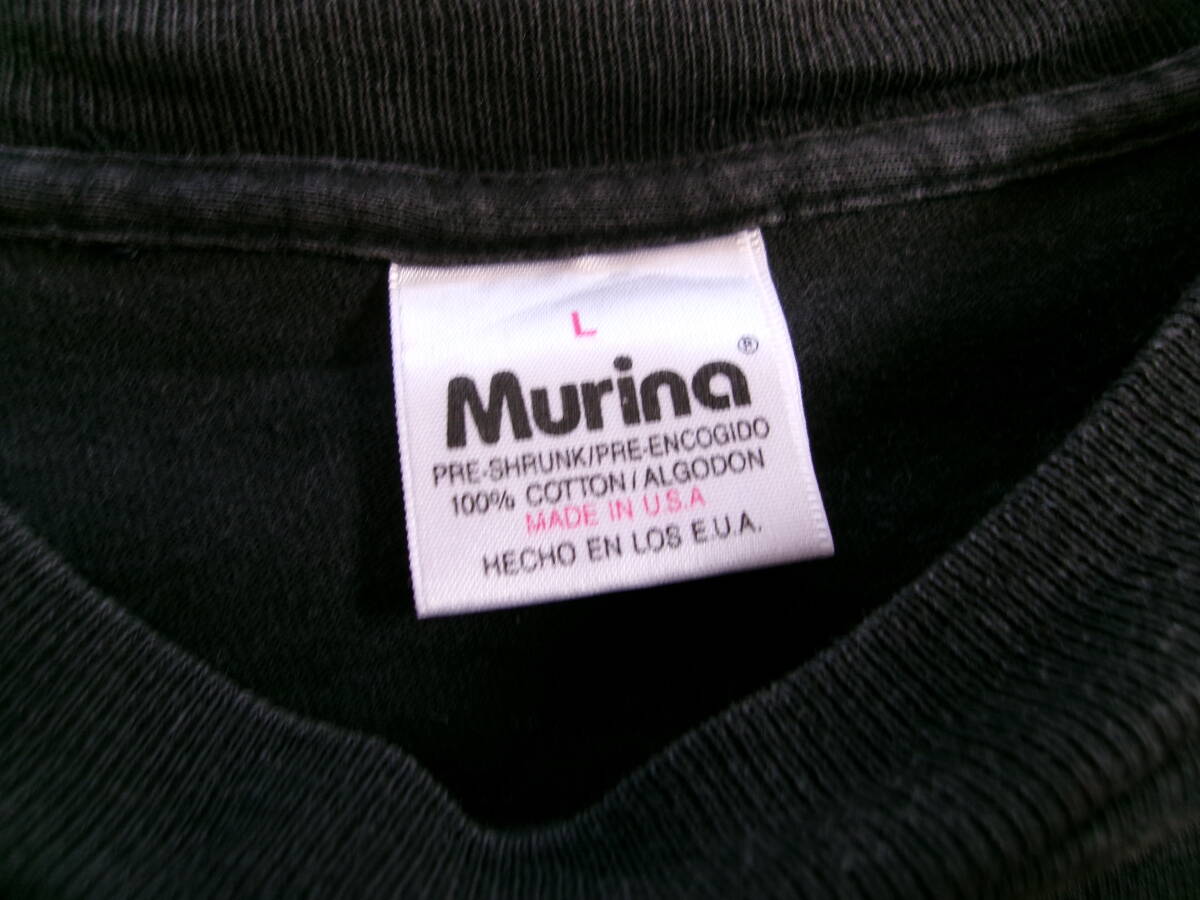 L
Murina®
PRE-SHRUNK/PRE-ENCOGIDO
100% COTTON/ALGODON
MADE IN U.S.A
HECHO EN LOS E.U.A.